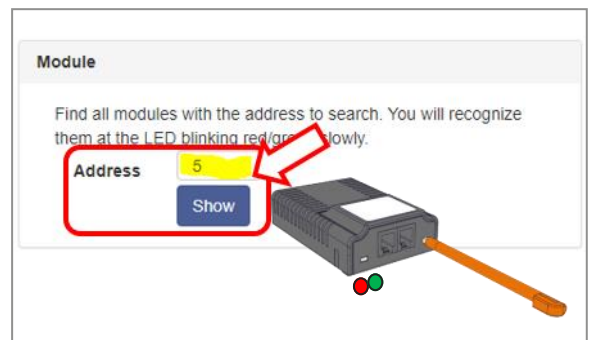 Module
Find all modules with the address to search. You will recognize
them at the LED blinking red/green slowly.
Address 5
Show